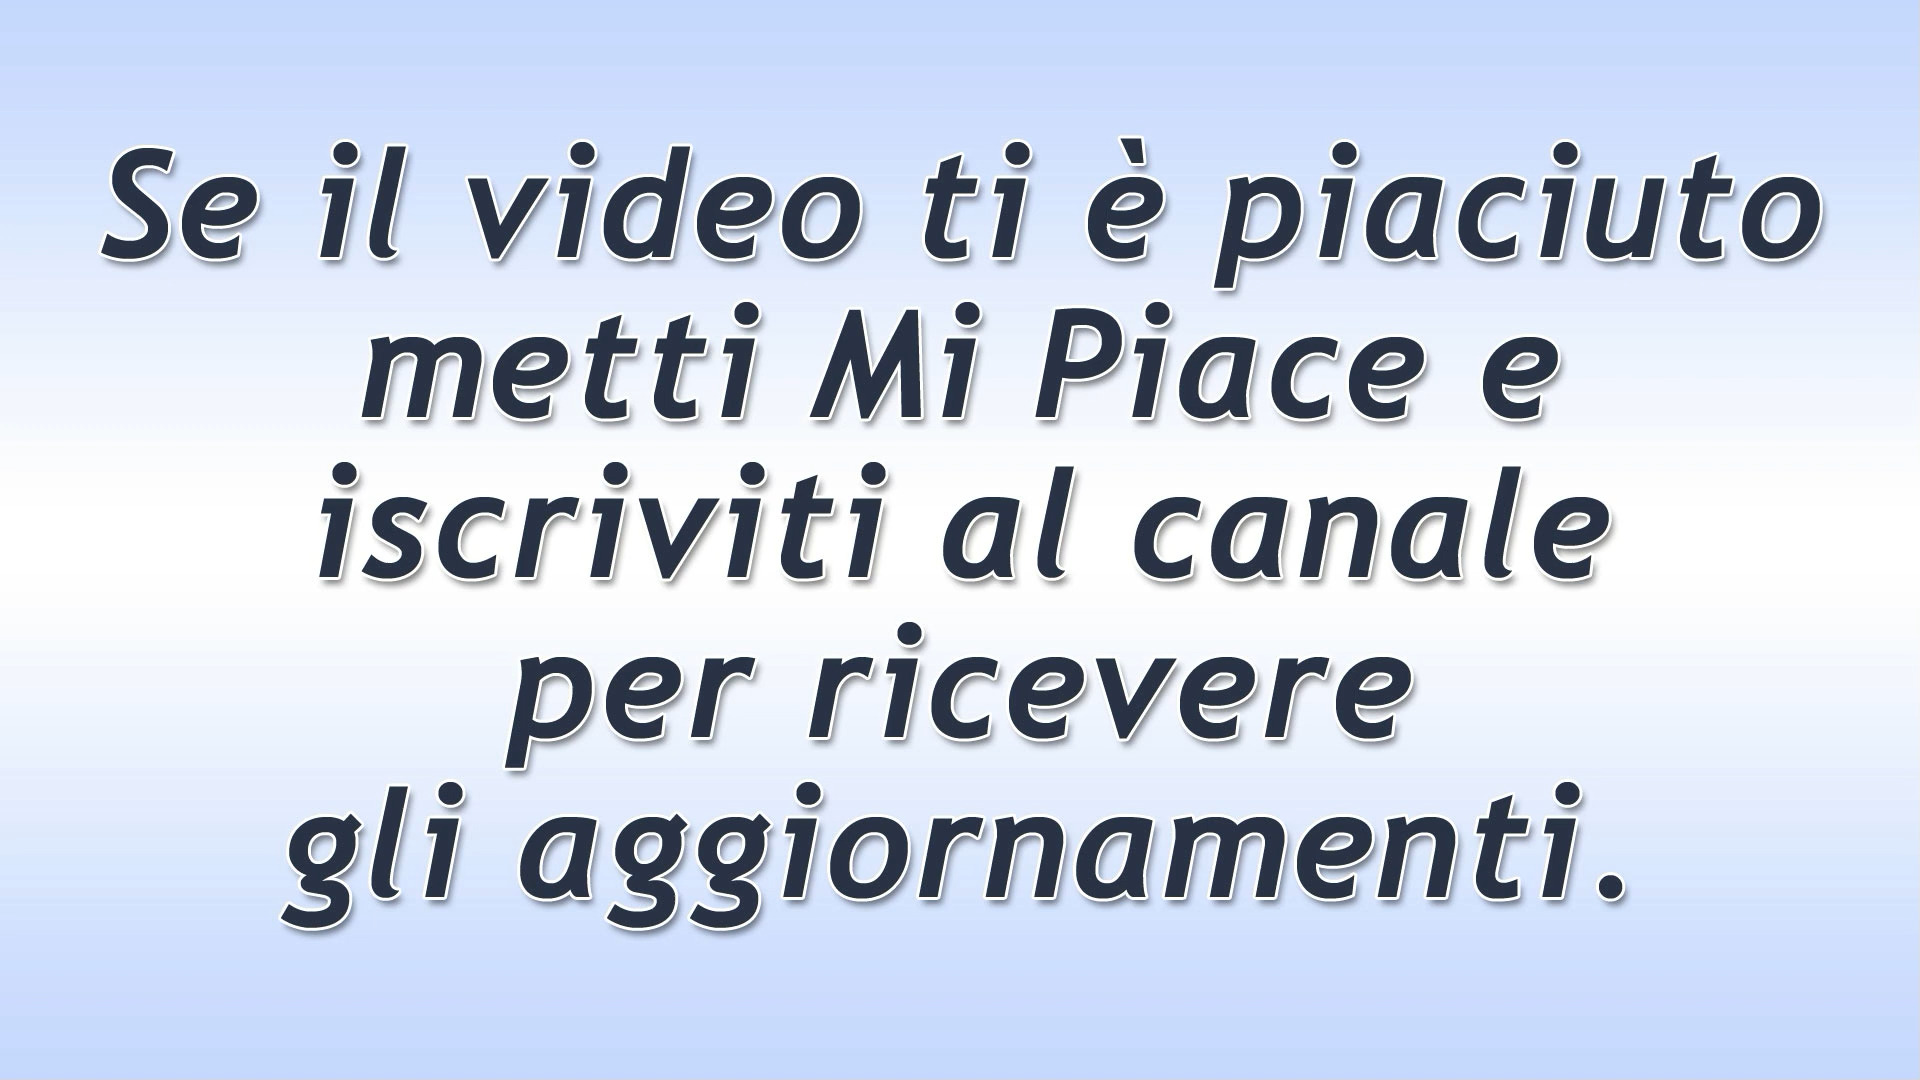 Se il video ti è piaciuto
metti Mi Piace e
iscriviti al canale
per ricevere
gli aggiornamenti.